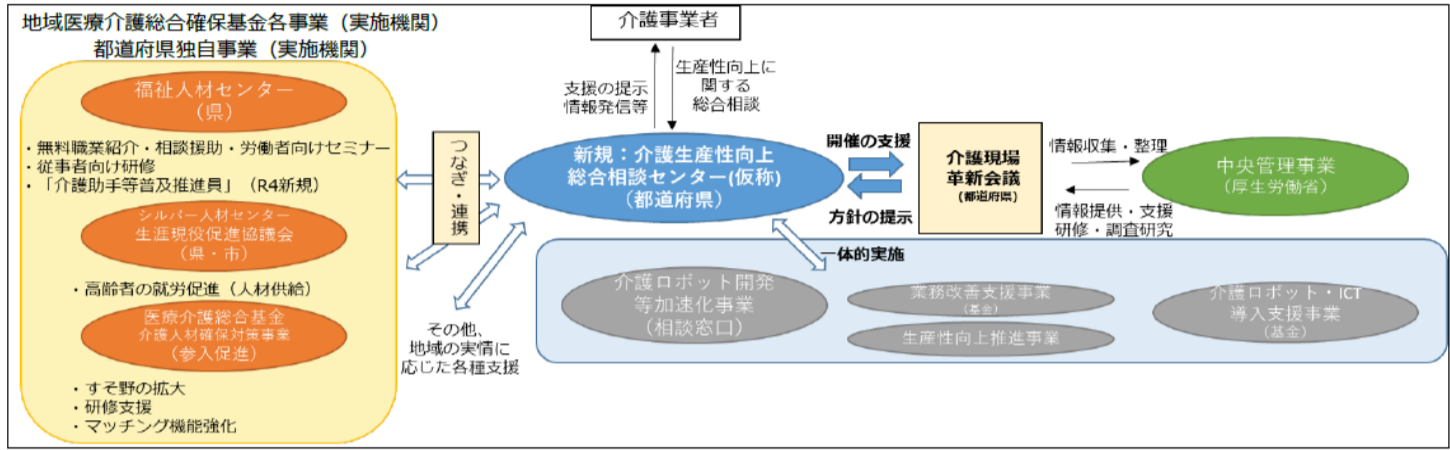 地域医療介護総合確保基金各事業（実施機関）
都道府県独自事業（実施機関）
福祉人材センター
（県）
・無料職業紹介・相談援助・労働者向けセミナー
・従事者向け研修
・「介護助手等普及推進員」（R4新規）
シルバー人材センター
生涯現役促進協議会
（県・市）
・高齢者の就労促進（人材供給）
医療介護総合基金
介護人材確保対策事業
（参入促進）
・すそ野の拡大
・研修支援
・マッチング機能強化
つなぎ・連携
介護事業者
支援の提示
情報発信等
生産性向上に
関する
総合相談
新規：介護生産性向上
総合相談センター(仮称)
（都道府県）
その他、
地域の実情に
応じた各種支援
開催の支援
方針の提示
介護現場
革新会議
(都道府県)
情報収集・整理
情報提供・支援
研修・調査研究
中央管理事業
（厚生労働省）
一体的実施
介護ロボット開発
等加速化事業
（相談窓口）
業務改善支援事業
（基金）
生産性向上推進事業
介護ロボット・ICT
導入支援事業
（基金）